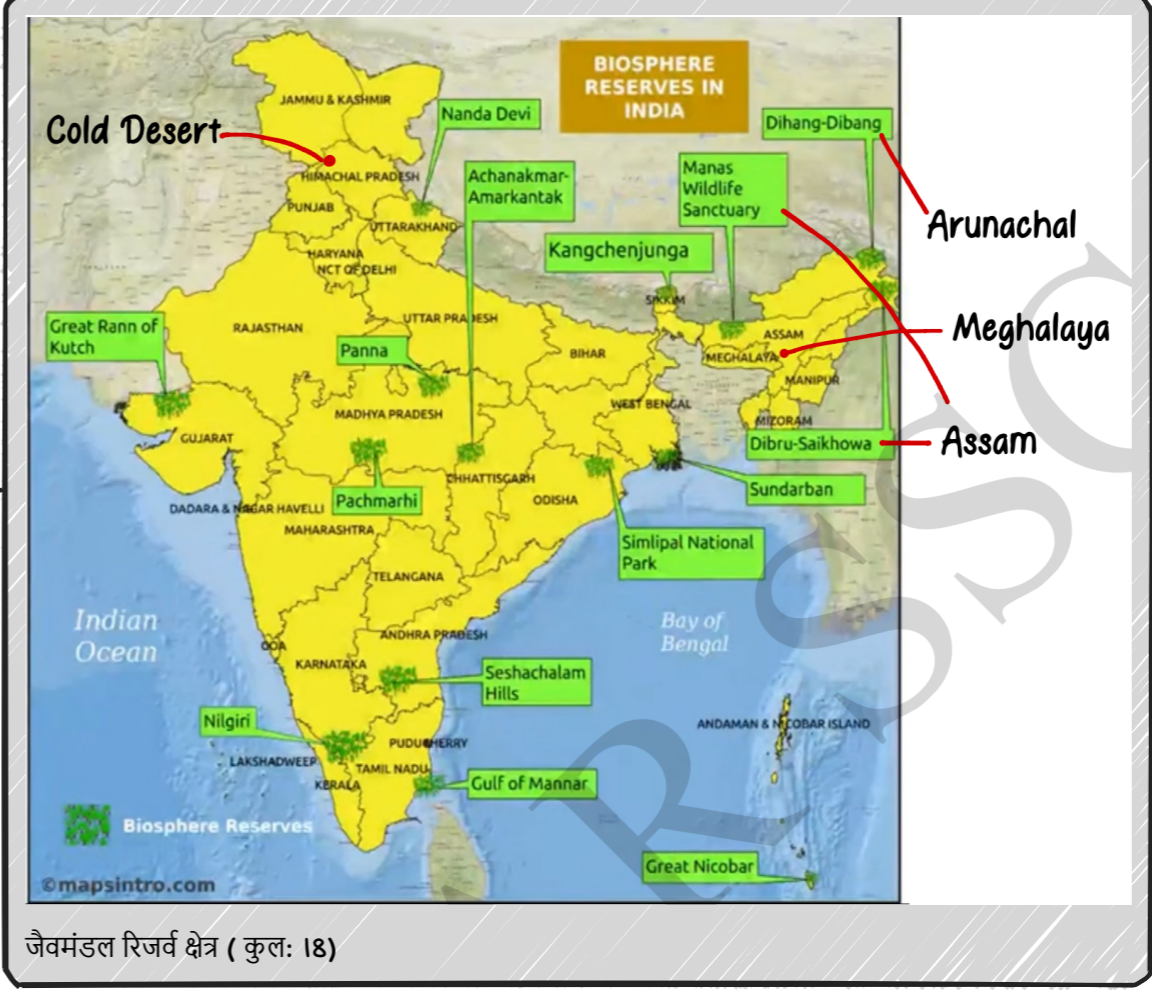 BIOSPHERE
RESERVES IN
INDIA
JAMMU & KASHMIR
Nanda Devi
Dihang-Dibang
Cold Desert
HIMACHAL PRADESH
Achanakmar-
Amarkantak
Manas
Wildlife
Sanctuary
PUNJAB
UTTARAKHAND
Arunachal
Kangchenjunga
HARYANA
NCT OF DELHI
SIKKIM
Great Rann of
Kutch
RAJASTHAN
UTTAR PRADESH
ASSAM
Meghalaya
Panna
BIHAR
MEGHALAYA
MANIPUR
MADHYA PRADESH
WEST BENGAL
MIZORAM
GUJARAT
Dibru-Saikhowa
Assam
CHHATTISGARH
Sundarban
Pachmarhi
ODISHA
DADARA & NAGAR HAVELLI
MAHARASHTRA
Simlipal National
Park
TELANGANA
Indian
Ocean
Bay of
Bengal
ANDHRA PRADESH
GOA
KARNATAKA
Seshachalam
Hills
Nilgiri
ANDAMAN & NICOBAR ISLAND
PUDUCHERRY
LAKSHADWEEP
TAMIL NADU
KERALA
Gulf of Mannar
Biosphere Reserves
Great Nicobar
©mapsintro.com
RSSC
जैवमंडल रिजर्व क्षेत्र ( कुल: १8)